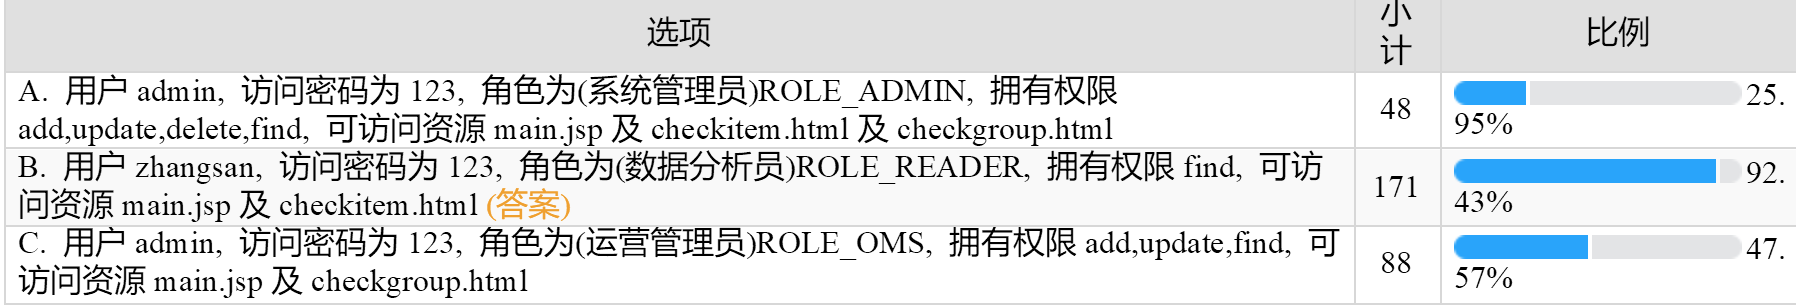 选项
小
计
比例
A. 用户 admin, 访问密码为 123, 角色为(系统管理员)ROLE_ADMIN, 拥有权限
add,update,delete,find, 可访问资源 main.jsp 及 checkitem.html 及 checkgroup.html
48
25.
95%
B. 用户 zhangsan, 访问密码为 123, 角色为(数据分析员)ROLE_READER, 拥有权限 find, 可访
问资源 main.jsp 及 checkitem.html (答案)
171
92.
43%
C. 用户 admin, 访问密码为 123, 角色为(运营管理员)ROLE_OMS, 拥有权限 add,update,find, 可
访问资源 main.jsp 及 checkgroup.html
88
47.
57%